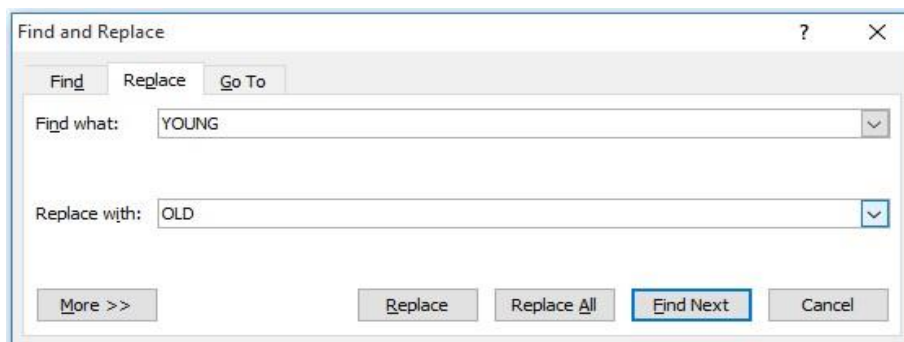 Find and Replace ?
Find Replace Go To
Find what: YOUNG
Replace with: OLD
More >> Replace Replace All Find Next Cancel